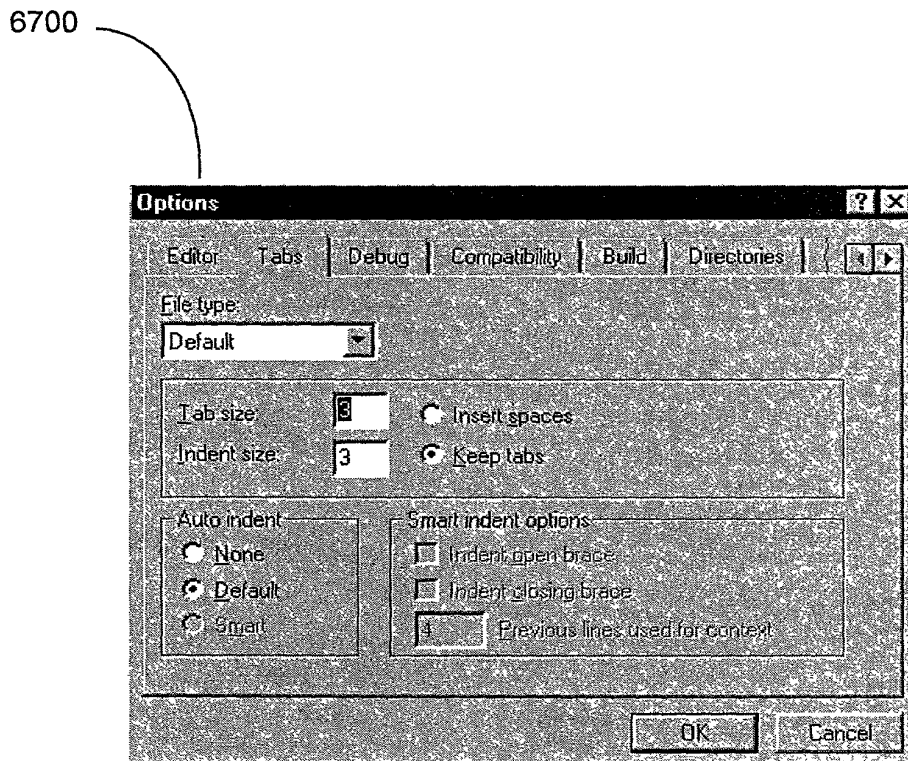 6700
Options
Editor Tabs Debug Compatibility Build Directories
File type:
Default
Tab size: 3 Insert spaces
Indent size: 3 Keep tabs
Auto indent Smart indent options
None Indent open brace
Default Indent closing brace
Smart 4 Previous lines used for context
OK Cancel